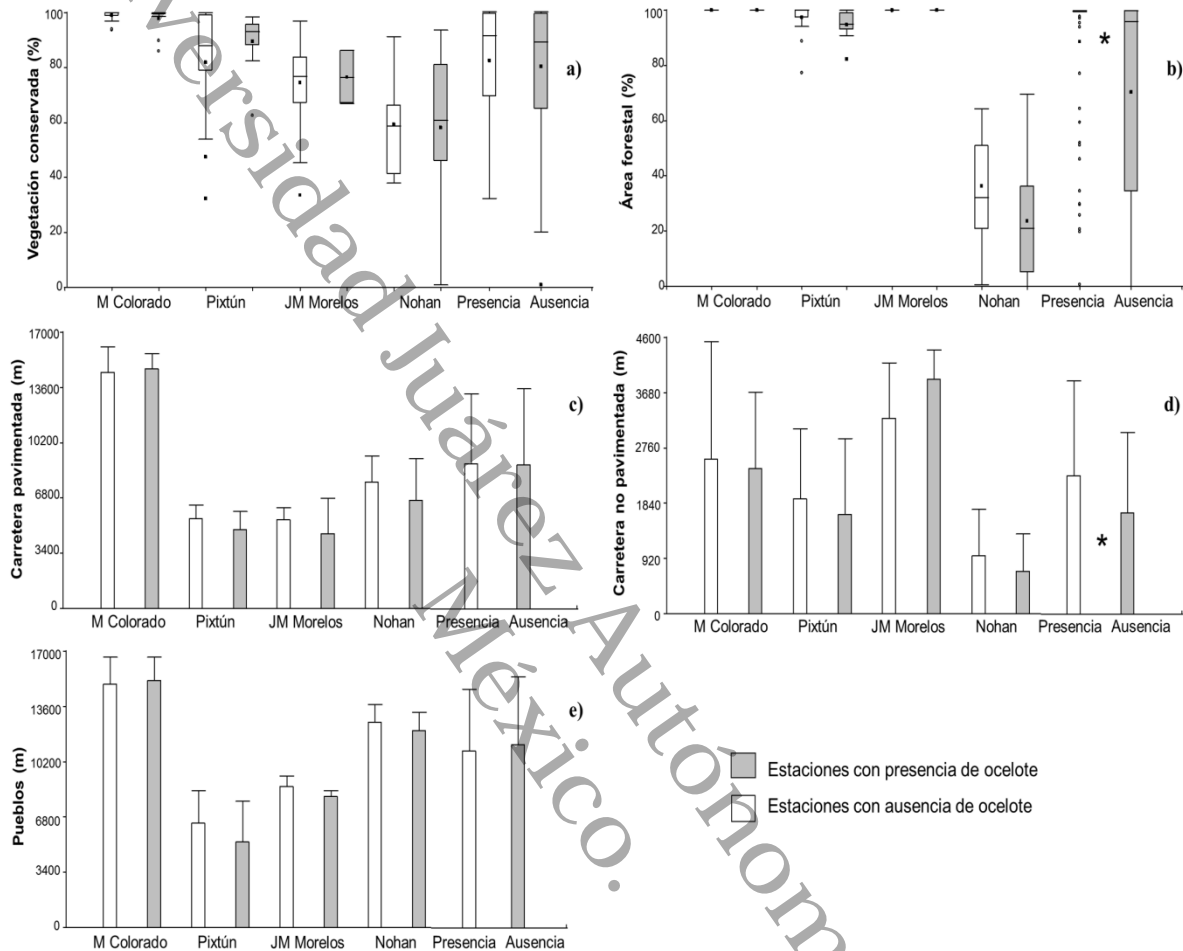 Universidad Juárez Autónoma
México.
Vegetación conservada (%)
100
80
60
40
20
0
a)
M Colorado Pixtún JM Morelos Nohan Presencia Ausencia
Área forestal (%)
100
80
60
40
20
0
*
b)
M Colorado Pixtún JM Morelos Nohan Presencia Ausencia
Carretera pavimentada (m)
17000
13600
10200
6800
3400
0
c)
M Colorado Pixtún JM Morelos Nohan Presencia Ausencia
Carretera no pavimentada (m)
4600
3680
2760
1840
920
0
*
d)
M Colorado Pixtún JM Morelos Nohan Presencia Ausencia
Pueblos (m)
17000
13600
10200
6800
3400
0
e)
M Colorado Pixtún JM Morelos Nohan Presencia Ausencia
Estaciones con presencia de ocelote
Estaciones con ausencia de ocelote